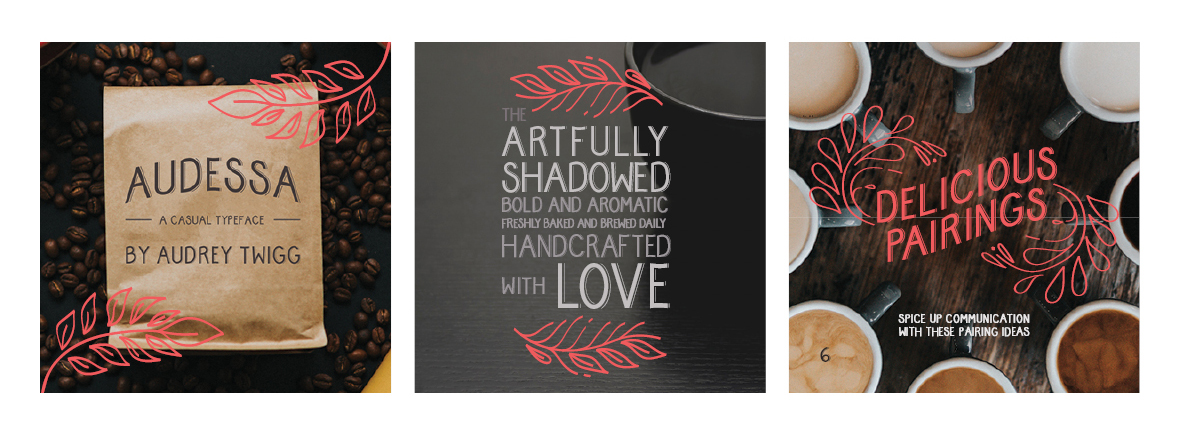 AUDESSA
A CASUAL TYPEFACE
BY AUDREY TWIGG
THE
ARTFULLY
SHADOWED
BOLD AND AROMATIC
FRESHLY BAKED AND BREWED DAILY
HANDCRAFTED
WITH LOVE
DELICIOUS
PAIRINGS
SPICE UP COMMUNICATION
WITH THESE PAIRING IDEAS
6